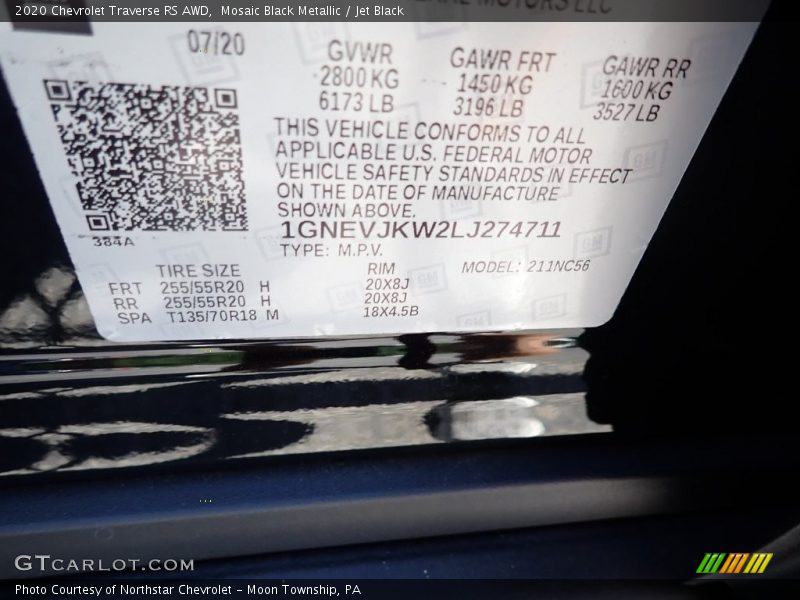 2020 Chevrolet Traverse RS AWD, Mosaic Black Metallic / Jet Black
MOTORS LLC
07/20
GVWR GAWR FRT GAWR RR
2800 KG 1450 KG 1600 KG
6173 LB 3196 LB 3527 LB
THIS VEHICLE CONFORMS TO ALL
APPLICABLE U.S. FEDERAL MOTOR
VEHICLE SAFETY STANDARDS IN EFFECT
ON THE DATE OF MANUFACTURE
SHOWN ABOVE.
384A
1GNEVJKW2LJ274711
TYPE: M.P.V.
TIRE SIZE RIM MODEL: 211NC56
FRT 255/55R20 H 20X8J
RR 255/55R20 H 20X8J
SPA T135/70R18 M 18X4.5B
GTCARLOT.COM
Photo Courtesy of Northstar Chevrolet - Moon Township, PA